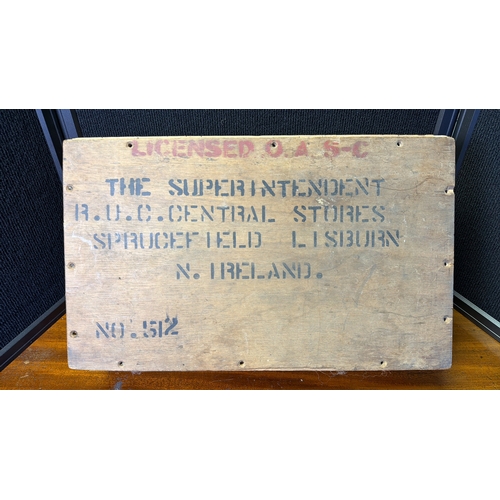 LICENSED O.A S-C
THE SUPERINTENDENT
R.U.C.CENTRAL STORES
SPRUCEFIELD LISBURN
N.IRELAND.
NO.512